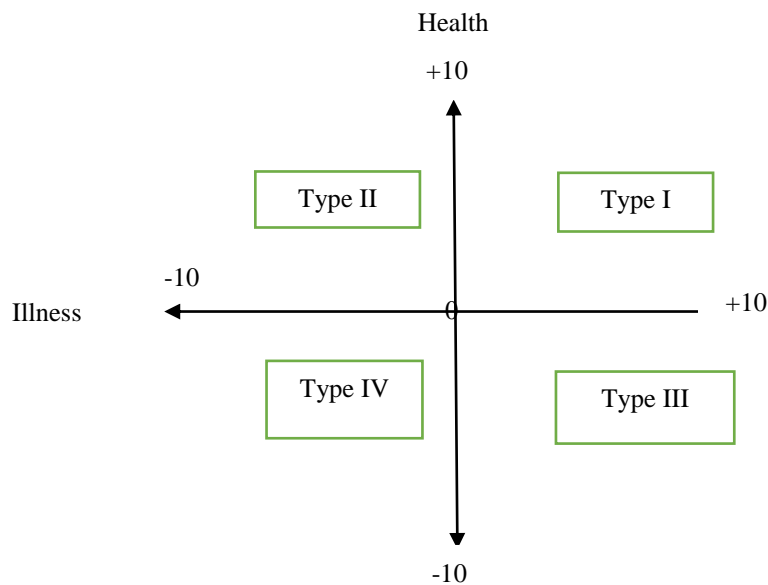 Health
+10
Type II
Type I
-10
Illness
0
+10
Type IV
Type III
-10